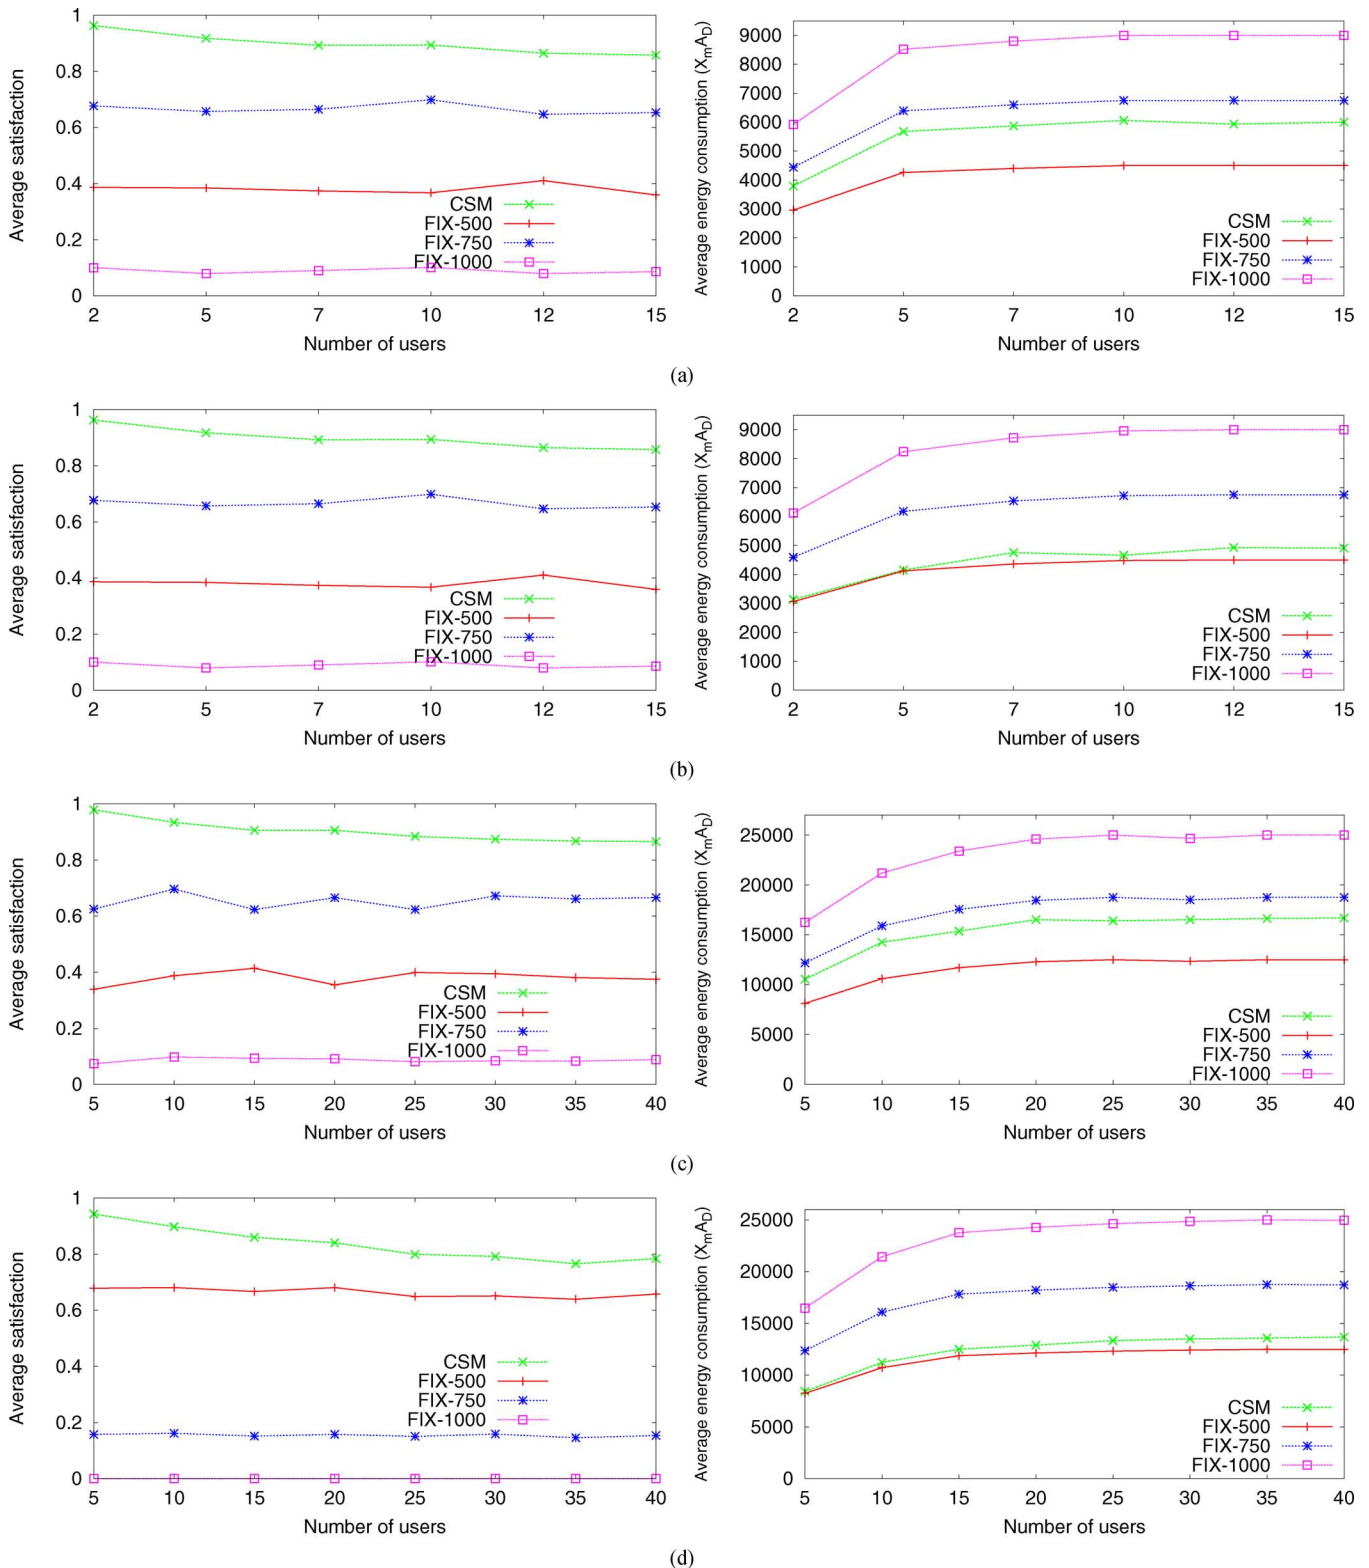 Average satisfaction
1
0.8
0.6
0.4
0.2
0
2 5 7 10 12 15
Number of users
CSM
FIX-500
FIX-750
FIX-1000
Average energy consumption (XmAD)
9000
8000
7000
6000
5000
4000
3000
2000
1000
0
2 5 7 10 12 15
Number of users
CSM
FIX-500
FIX-750
FIX-1000
(a)
Average satisfaction
1
0.8
0.6
0.4
0.2
0
2 5 7 10 12 15
Number of users
CSM
FIX-500
FIX-750
FIX-1000
Average energy consumption (XmAD)
9000
8000
7000
6000
5000
4000
3000
2000
1000
0
2 5 7 10 12 15
Number of users
CSM
FIX-500
FIX-750
FIX-1000
(b)
Average satisfaction
1
0.8
0.6
0.4
0.2
0
5 10 15 20 25 30 35 40
Number of users
CSM
FIX-500
FIX-750
FIX-1000
Average energy consumption (XmAD)
25000
20000
15000
10000
5000
0
5 10 15 20 25 30 35 40
Number of users
CSM
FIX-500
FIX-750
FIX-1000
(c)
Average satisfaction
1
0.8
0.6
0.4
0.2
0
5 10 15 20 25 30 35 40
Number of users
CSM
FIX-500
FIX-750
FIX-1000
Average energy consumption (XmAD)
25000
20000
15000
10000
5000
0
5 10 15 20 25 30 35 40
Number of users
CSM
FIX-500
FIX-750
FIX-1000
(d)